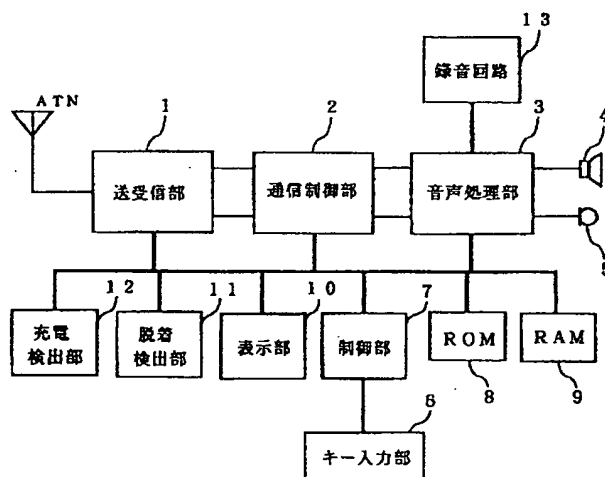 13
録音回路
ATN
1
2
3
4
送受信部
通信制御部
音声処理部
5
12
11
10
7
充電
検出部
脱着
検出部
表示部
制御部
ROM
RAM
8
9
6
キー入力部